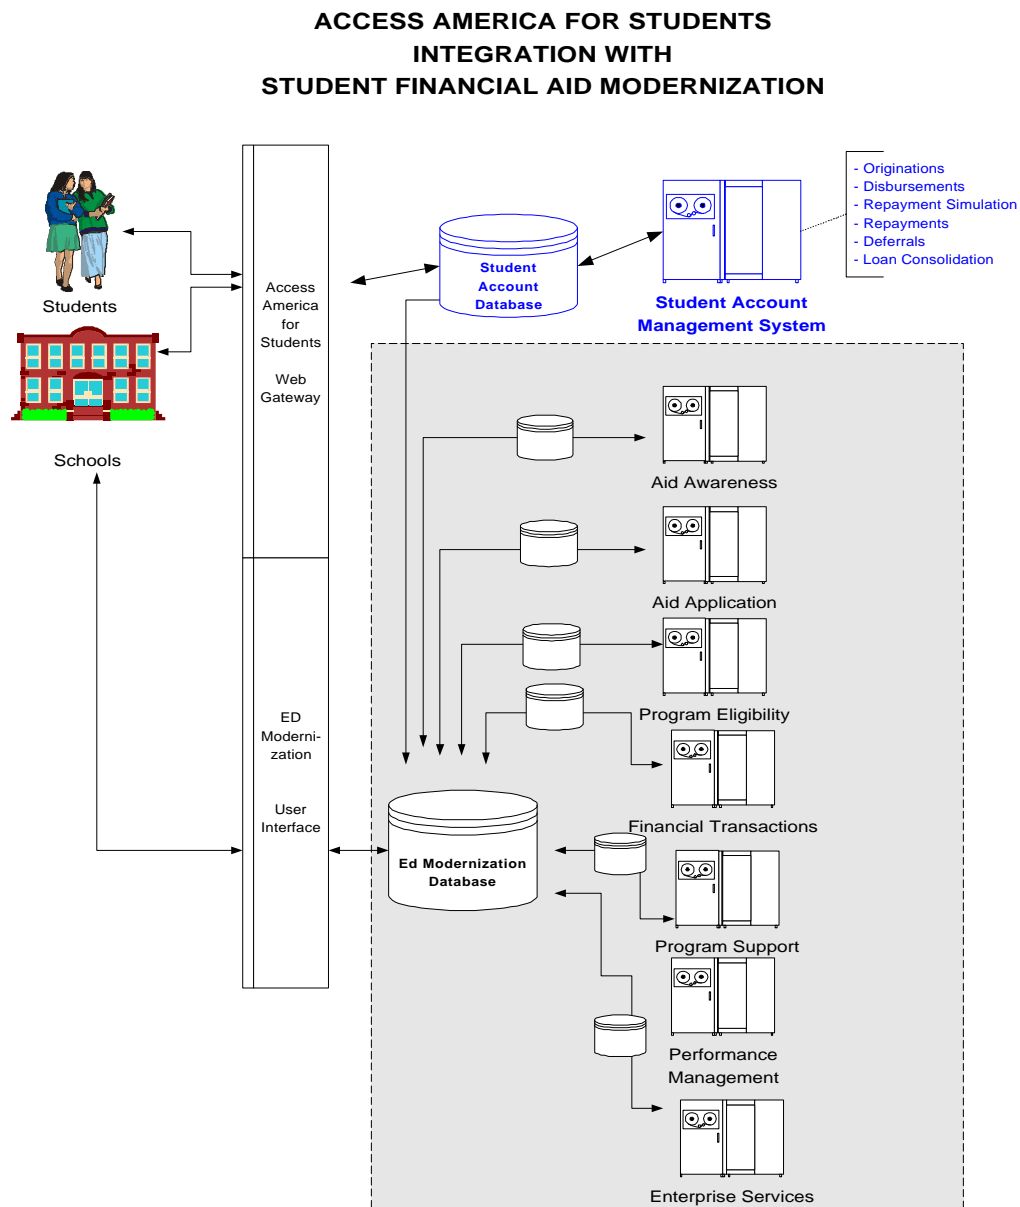 ACCESS AMERICA FOR STUDENTS
INTEGRATION WITH
STUDENT FINANCIAL AID MODERNIZATION
- Originations
- Disbursements
- Repayment Simulation
- Repayments
- Deferrals
- Loan Consolidation
Students
Access
America
for
Students
Web
Gateway
Student
Account
Database
Student Account
Management System
Schools
Aid Awareness
Aid Application
Program Eligibility
ED
Moderni-
zation
User
Interface
Financial Transactions
Ed Modernization
Database
Program Support
Performance
Management
Enterprise Services